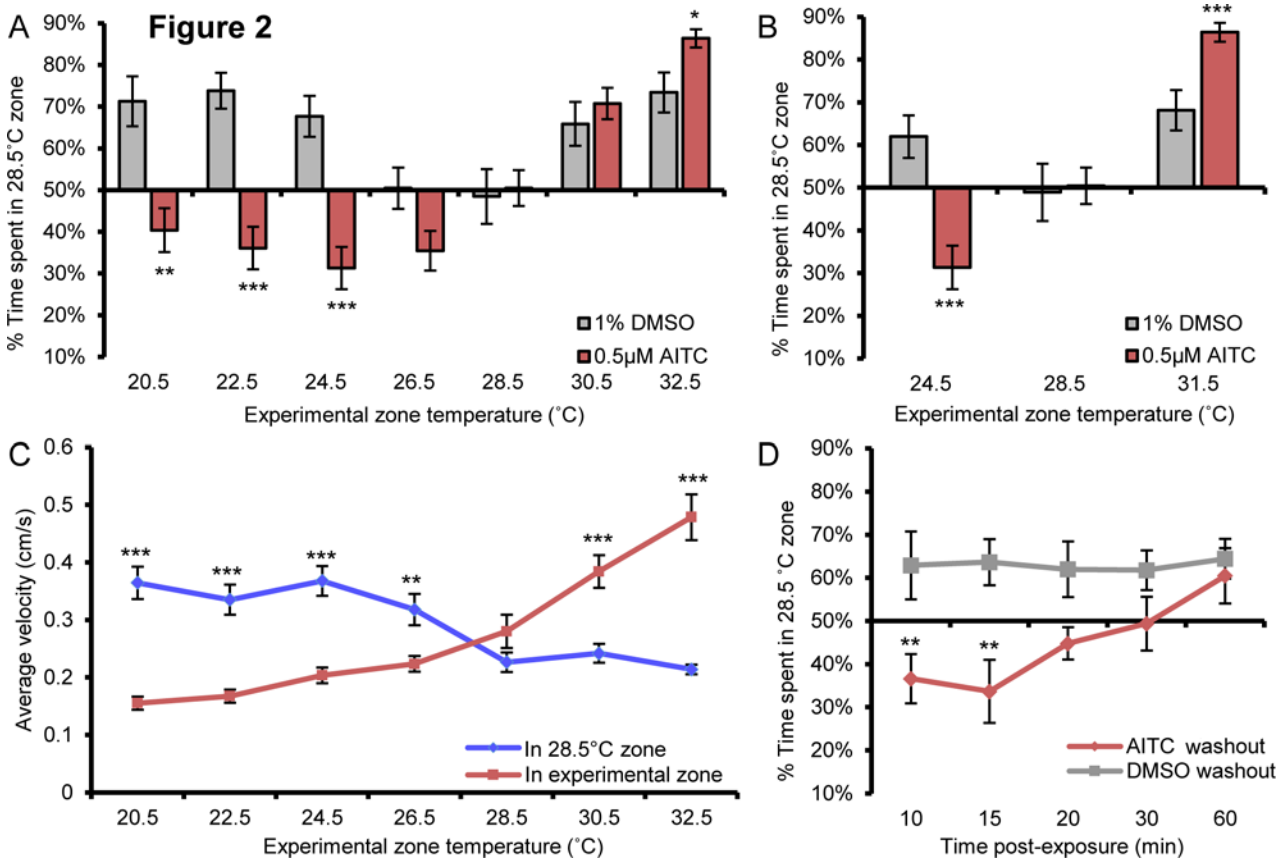 A
Figure 2
*
90%
80%
70%
60%
50%
40%
30%
20%
10%
% Time spent in 28.5˚C zone
**
***
***
1% DMSO
0.5μM AITC
20.5 22.5 24.5 26.5 28.5 30.5 32.5
Experimental zone temperature (˚C)
B
***
90%
80%
70%
60%
50%
40%
30%
20%
10%
% Time spent in 28.5˚C zone
***
1% DMSO
0.5μM AITC
24.5 28.5 31.5
Experimental zone temperature (˚C)
C
0.6
0.5
0.4
0.3
0.2
0.1
0
Average velocity (cm/s)
*** *** *** ** *** ***
In 28.5°C zone
In experimental zone
20.5 22.5 24.5 26.5 28.5 30.5 32.5
Experimental zone temperature (˚C)
D
90%
80%
70%
60%
50%
40%
30%
20%
10%
% Time spent in 28.5 ˚C zone
** **
AITC washout
DMSO washout
10 15 20 30 60
Time post-exposure (min)